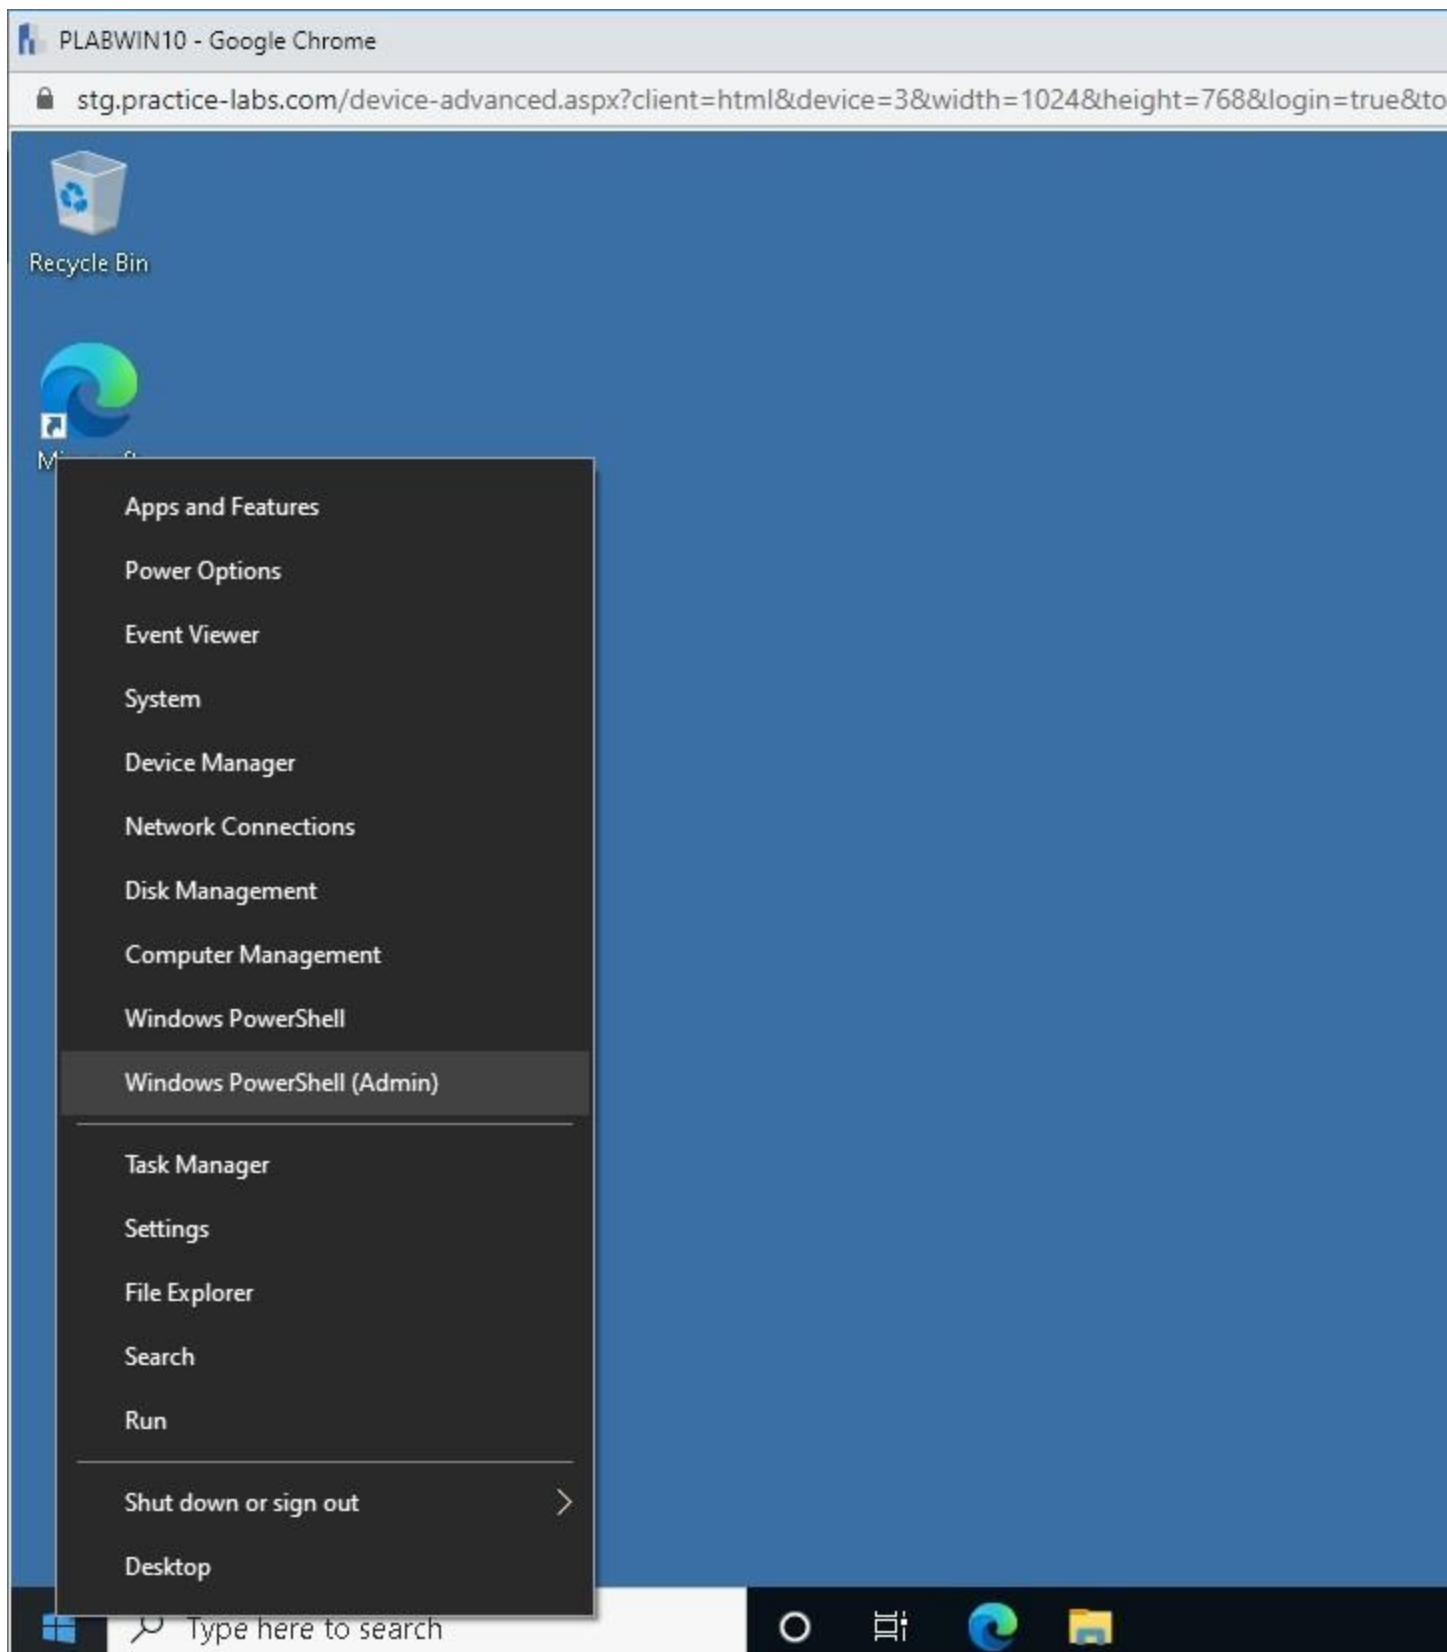 PLABWIN10 - Google Chrome
stg.practice-labs.com/device-advanced.aspx?client=html&device=3&width=1024&height=768&login=true&to
Recycle Bin
Apps and Features
Power Options
Event Viewer
System
Device Manager
Network Connections
Disk Management
Computer Management
Windows PowerShell
Windows PowerShell (Admin)
Task Manager
Settings
File Explorer
Search
Run
Shut down or sign out
Desktop
Type here to search